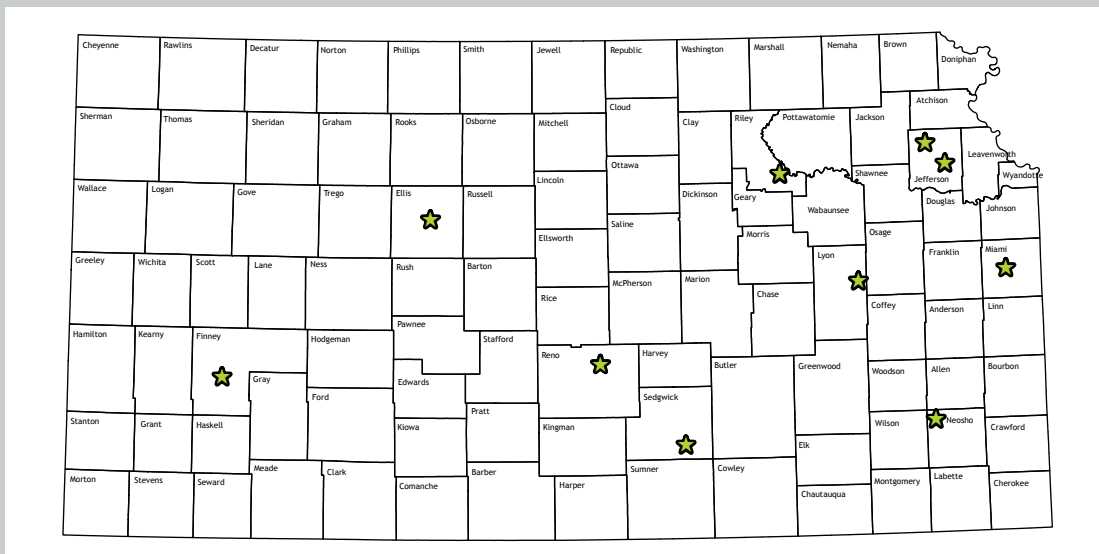 Cheyenne
Rawlins
Decatur
Norton
Phillips
Smith
Jewell
Republic
Washington
Marshall
Nemaha
Brown
Doniphan
Sherman
Thomas
Sheridan
Graham
Rooks
Osborne
Mitchell
Cloud
Clay
Riley
Pottawatomie
Jackson
Atchison
Ottawa
Leavenworth
Wyandotte
Shawnee
Jefferson
Wallace
Logan
Gove
Trego
Ellis
Russell
Lincoln
Dickinson
Geary
Wabaunsee
Douglas
Johnson
Saline
Ellsworth
Morris
Osage
Greeley
Wichita
Scott
Lane
Ness
Rush
Barton
Lyon
Franklin
Miami
Rice
McPherson
Marion
Chase
Coffey
Anderson
Linn
Hamilton
Kearny
Finney
Hodgeman
Pawnee
Stafford
Reno
Harvey
Butler
Greenwood
Woodson
Allen
Bourbon
Gray
Ford
Edwards
Sedgwick
Stanton
Grant
Haskell
Kiowa
Pratt
Kingman
Elk
Wilson
Neosho
Crawford
Morton
Stevens
Seward
Meade
Clark
Comanche
Barber
Harper
Sumner
Cowley
Chautauqua
Montgomery
Labette
Cherokee